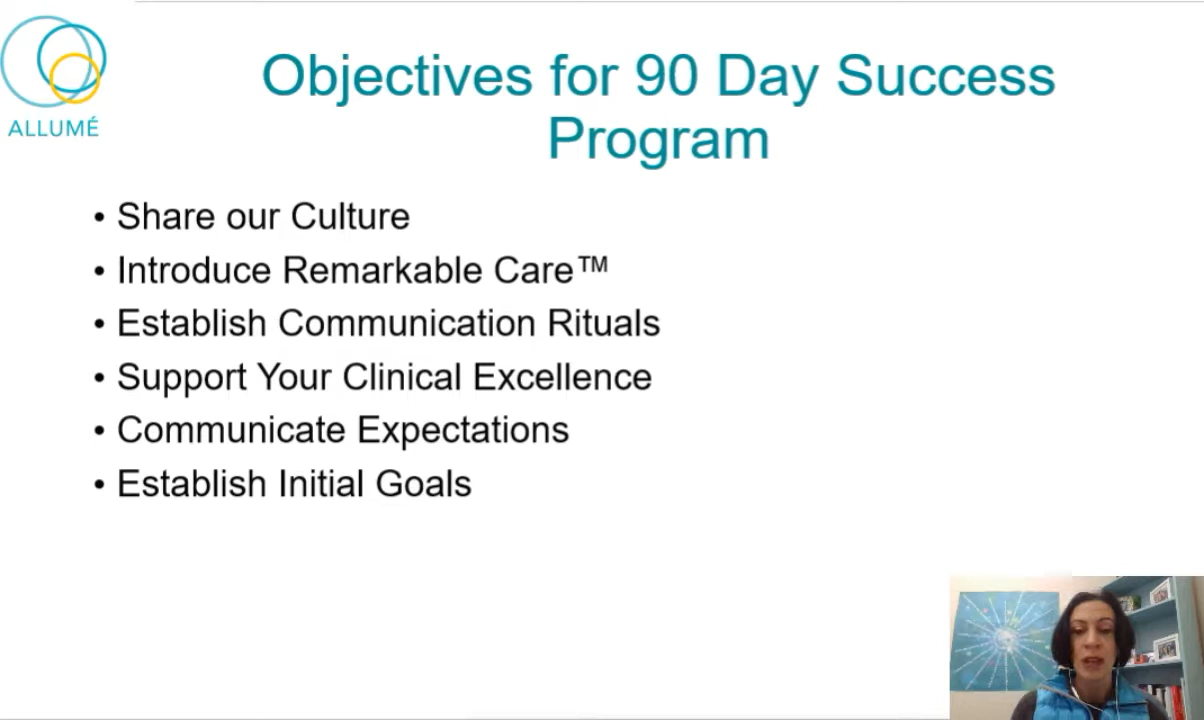 ALLUMÉ
Objectives for 90 Day Success
Program
• Share our Culture
• Introduce Remarkable Care™
• Establish Communication Rituals
• Support Your Clinical Excellence
• Communicate Expectations
• Establish Initial Goals